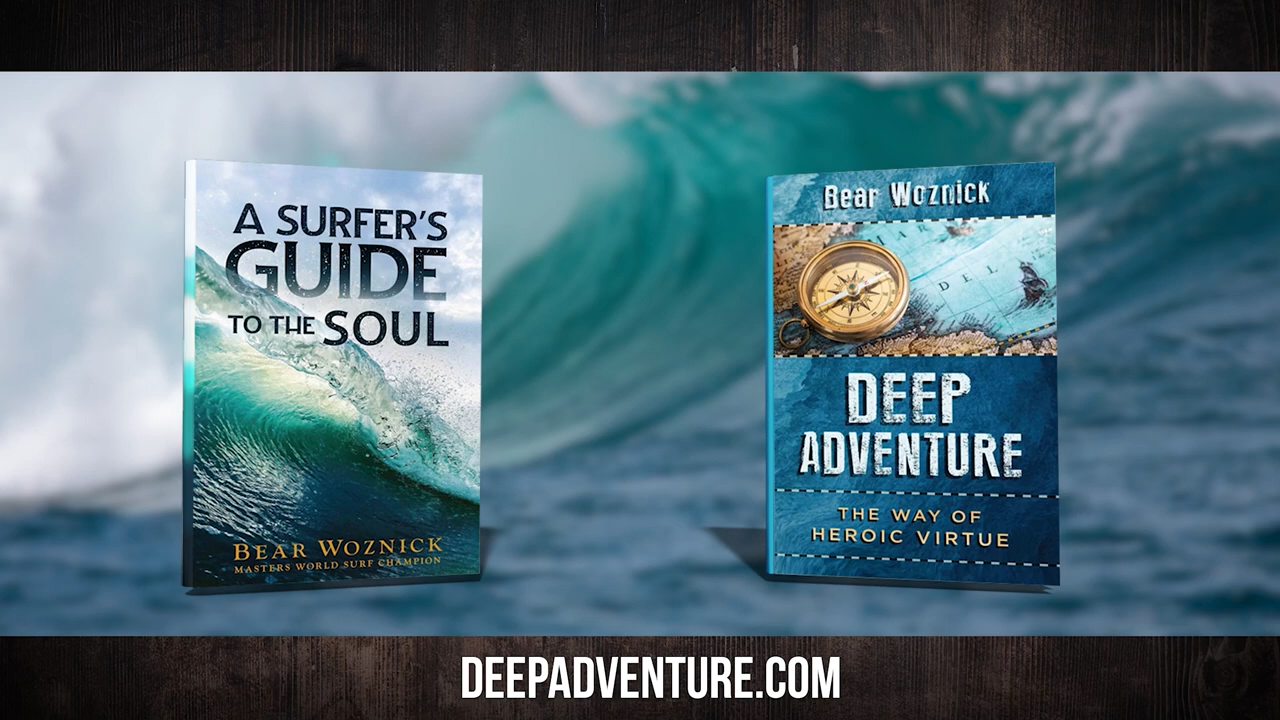 A SURFER'S
GUIDE
TO THE SOUL
BEAR WOZNICK
MASTERS WORLD SURF CHAMPION
Bear Woznick
DEL
DEEP
ADVENTURE
THE WAY OF
HEROIC VIRTUE
DEEPADVENTURE.COM